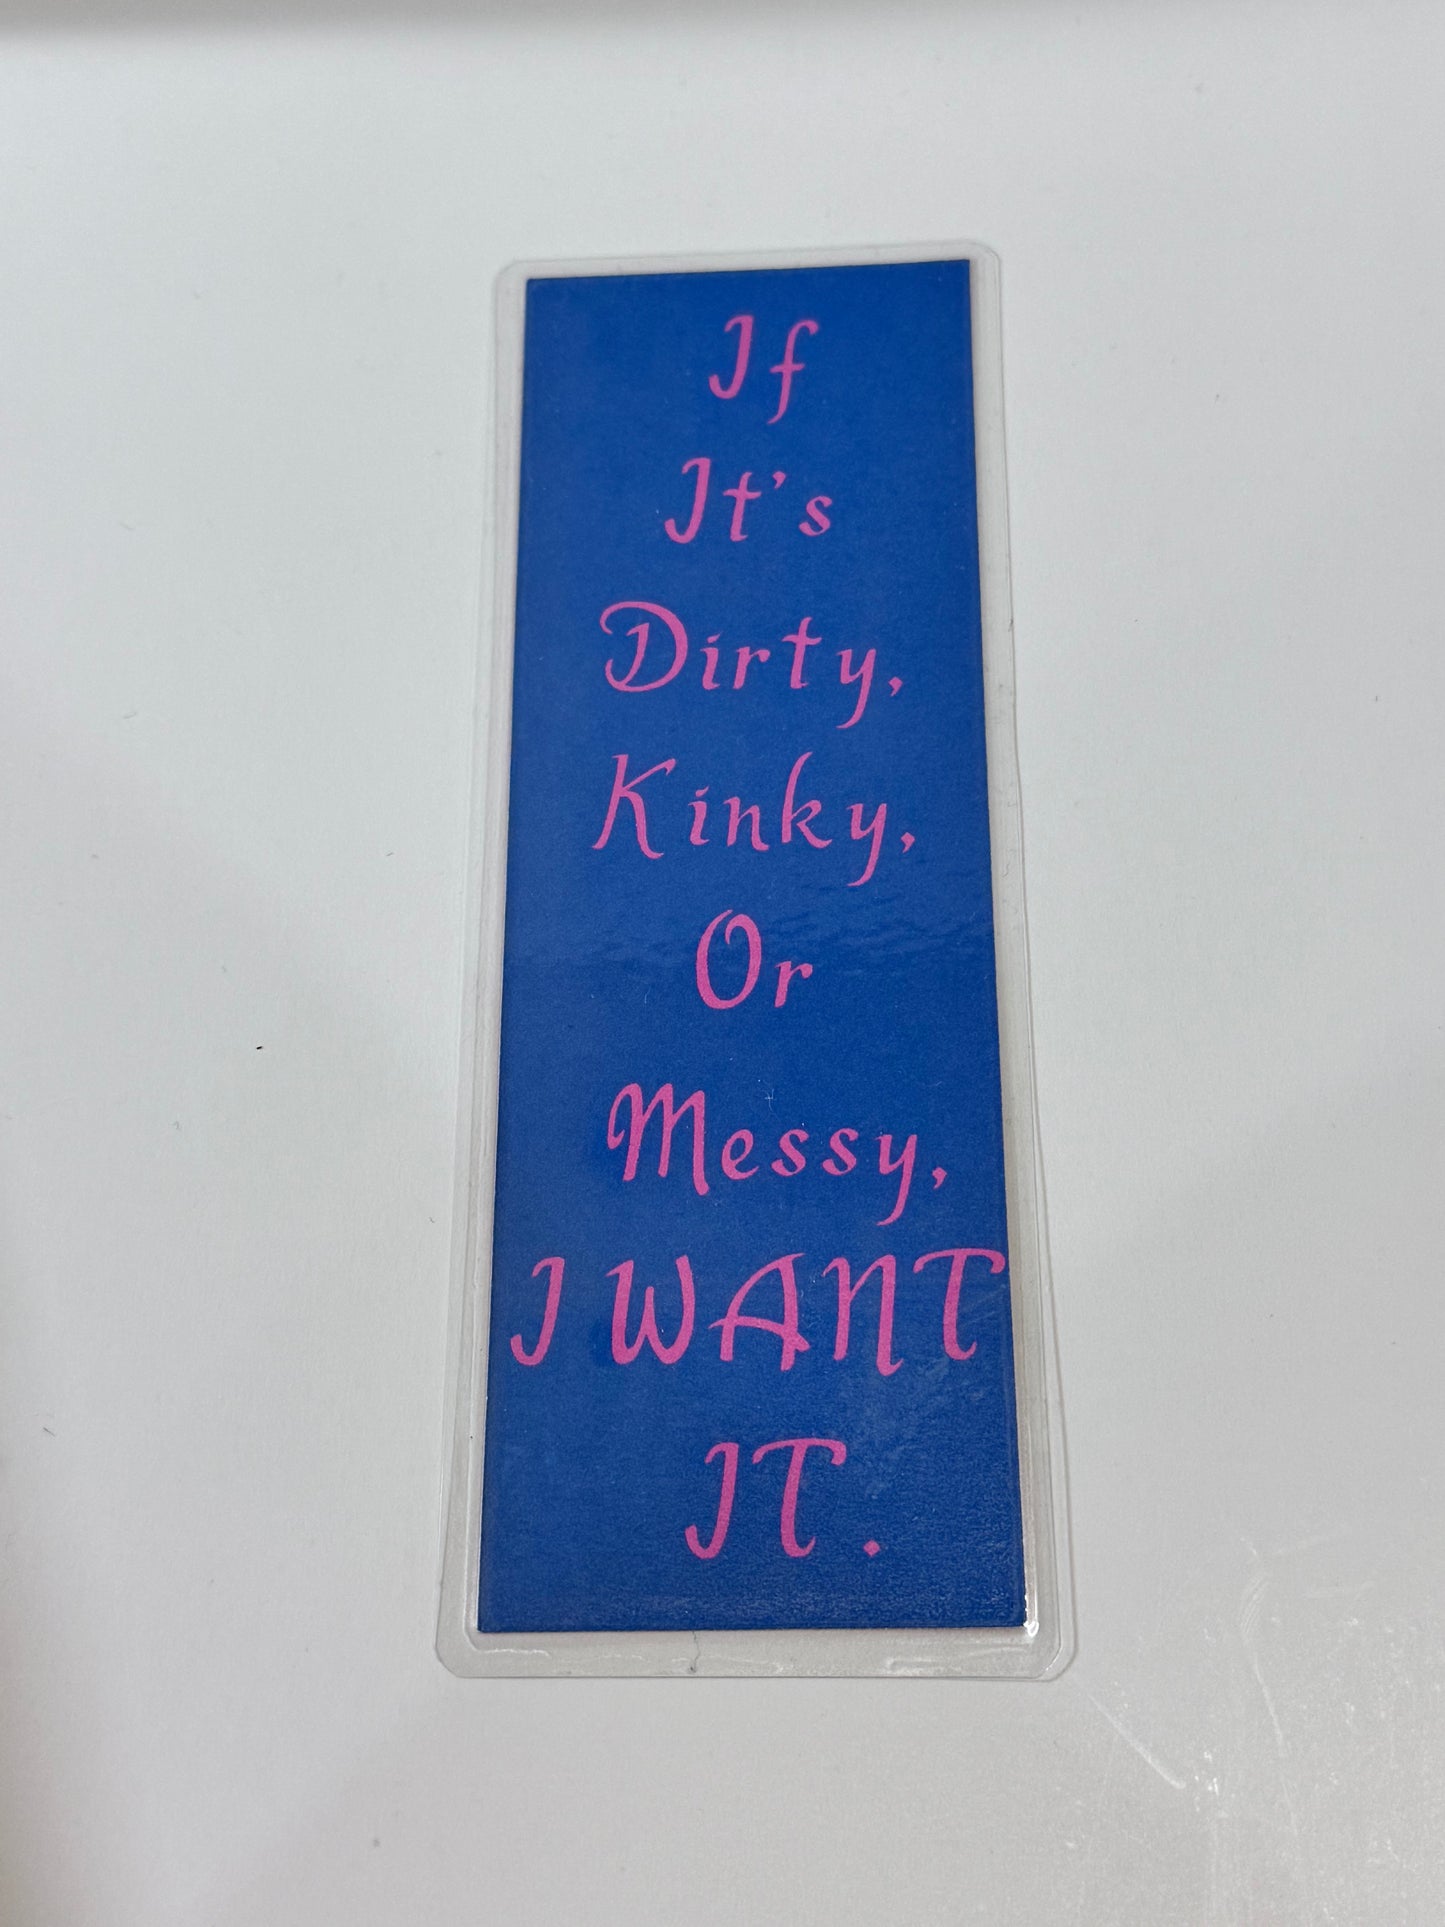 If
It's
Dirty,
Kinky,
Or
Messy,
I WANT
IT.